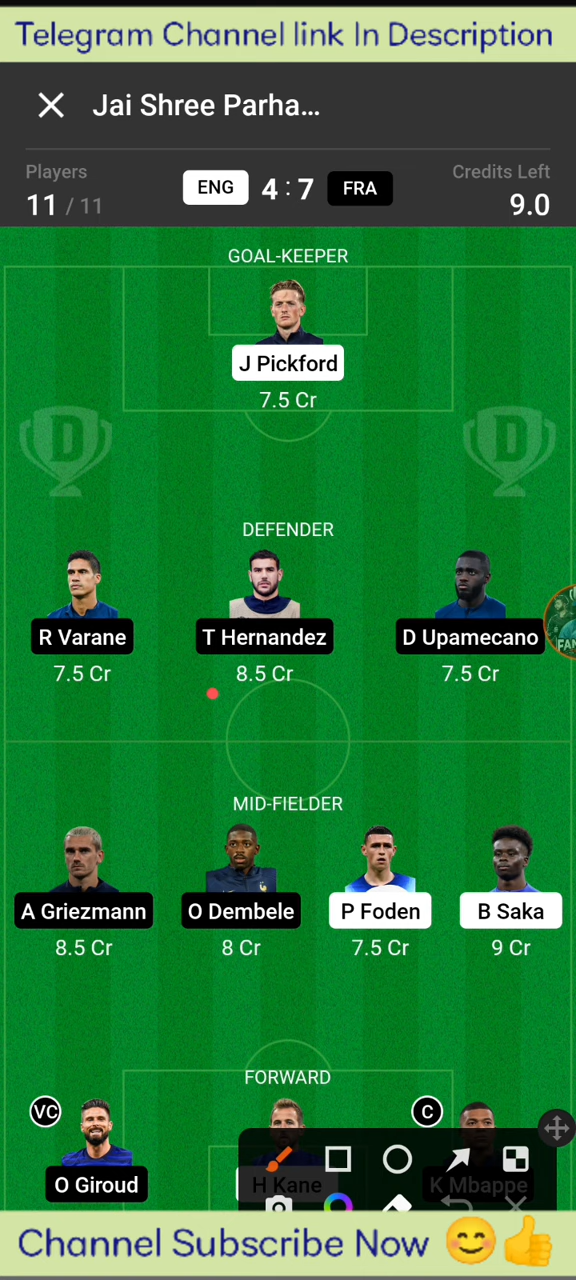 Telegram Channel link In Description
Jai Shree Parha...
Players
Credits Left
11 / 11
ENG 4 : 7 FRA
9.0
GOAL-KEEPER
J Pickford
7.5 Cr
D
D
DEFENDER
R Varane
T Hernandez
D Upamecano
7.5 Cr
8.5 Cr
7.5 Cr
FAN
MID-FIELDER
A Griezmann
O Dembele
P Foden
B Saka
8.5 Cr
8 Cr
7.5 Cr
9 Cr
FORWARD
VC
C
O Giroud
H Kane
K Mbappe
Channel Subscribe Now 😊👍